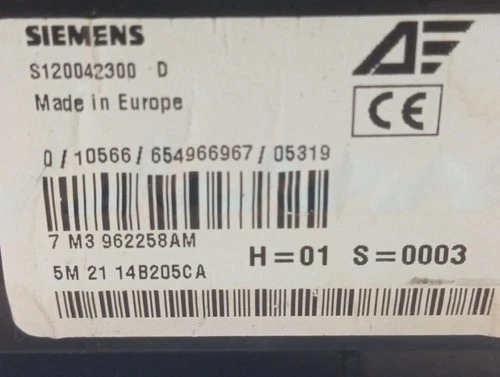 SIEMENS
S120042300 D
Made in Europe
CE
0/10566/654966967/05319
7 M3 962258AM
5M 21 14B205CA
H=01 S=0003